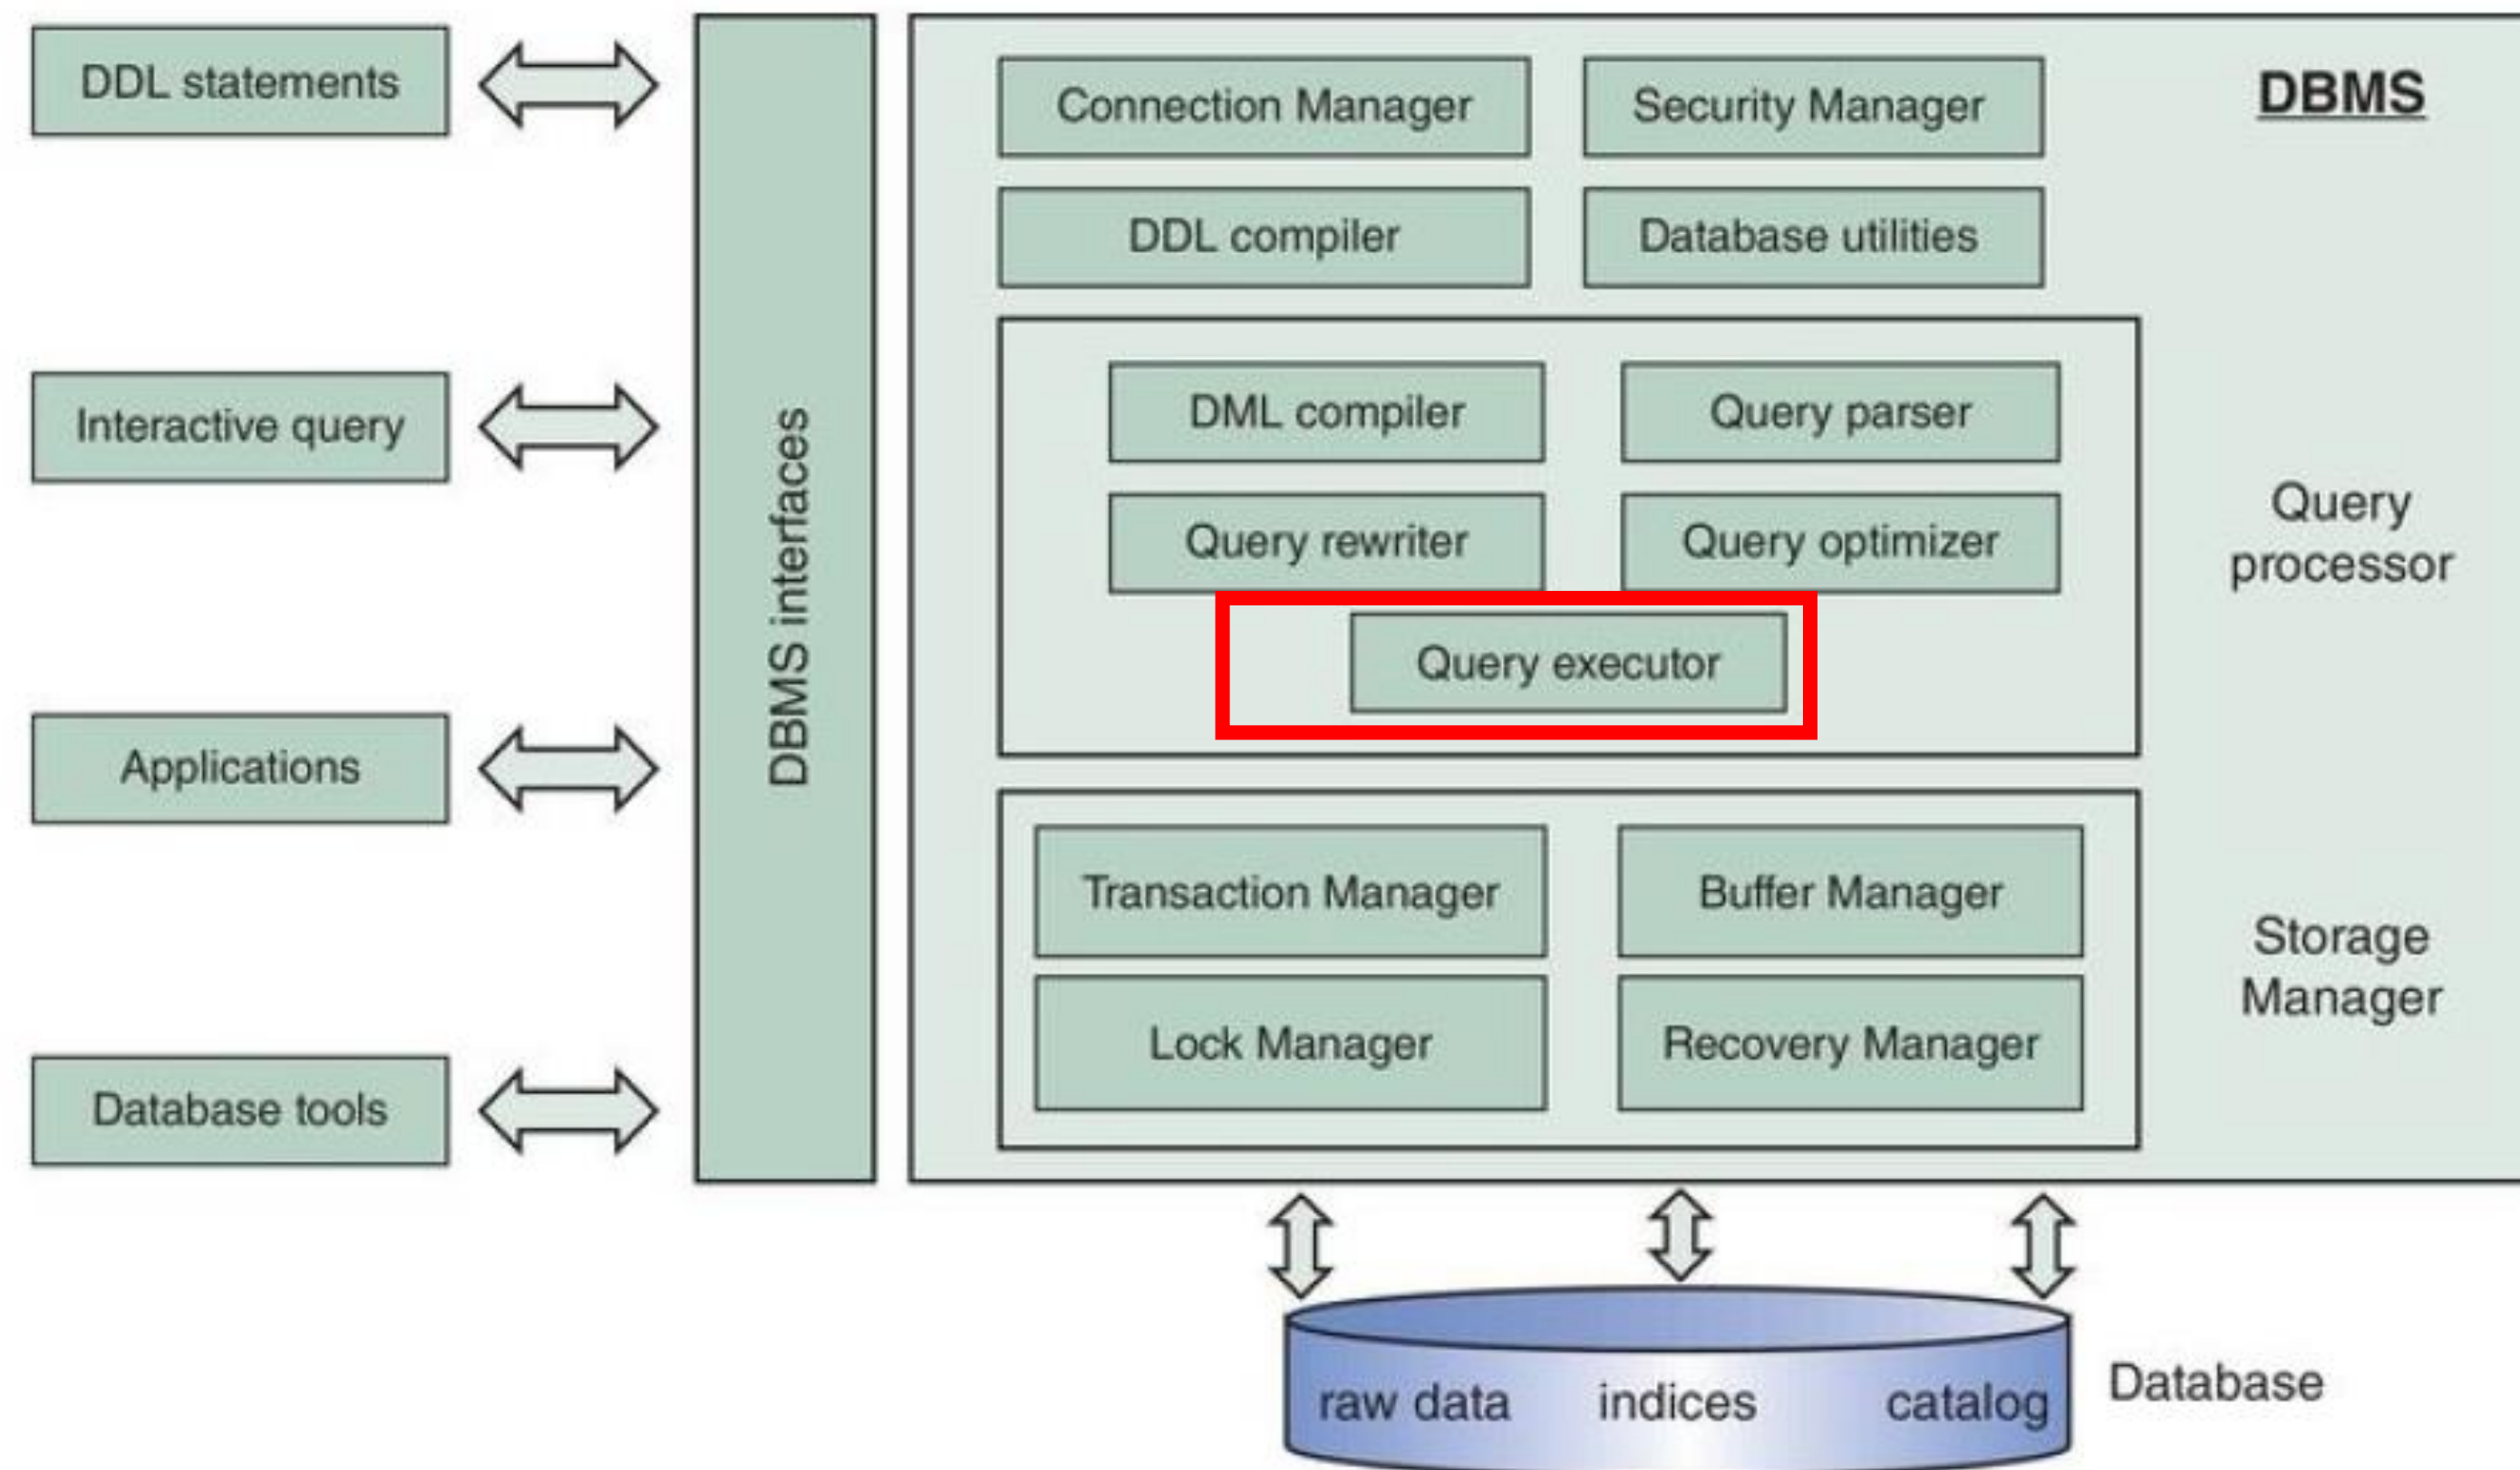 DDL statements
Interactive query
Applications
Database tools
DBMS interfaces
DBMS
Connection Manager
Security Manager
DDL compiler
Database utilities
DML compiler
Query parser
Query rewriter
Query optimizer
Query executor
Query
processor
Transaction Manager
Buffer Manager
Lock Manager
Recovery Manager
Storage
Manager
raw data
indices
catalog
Database